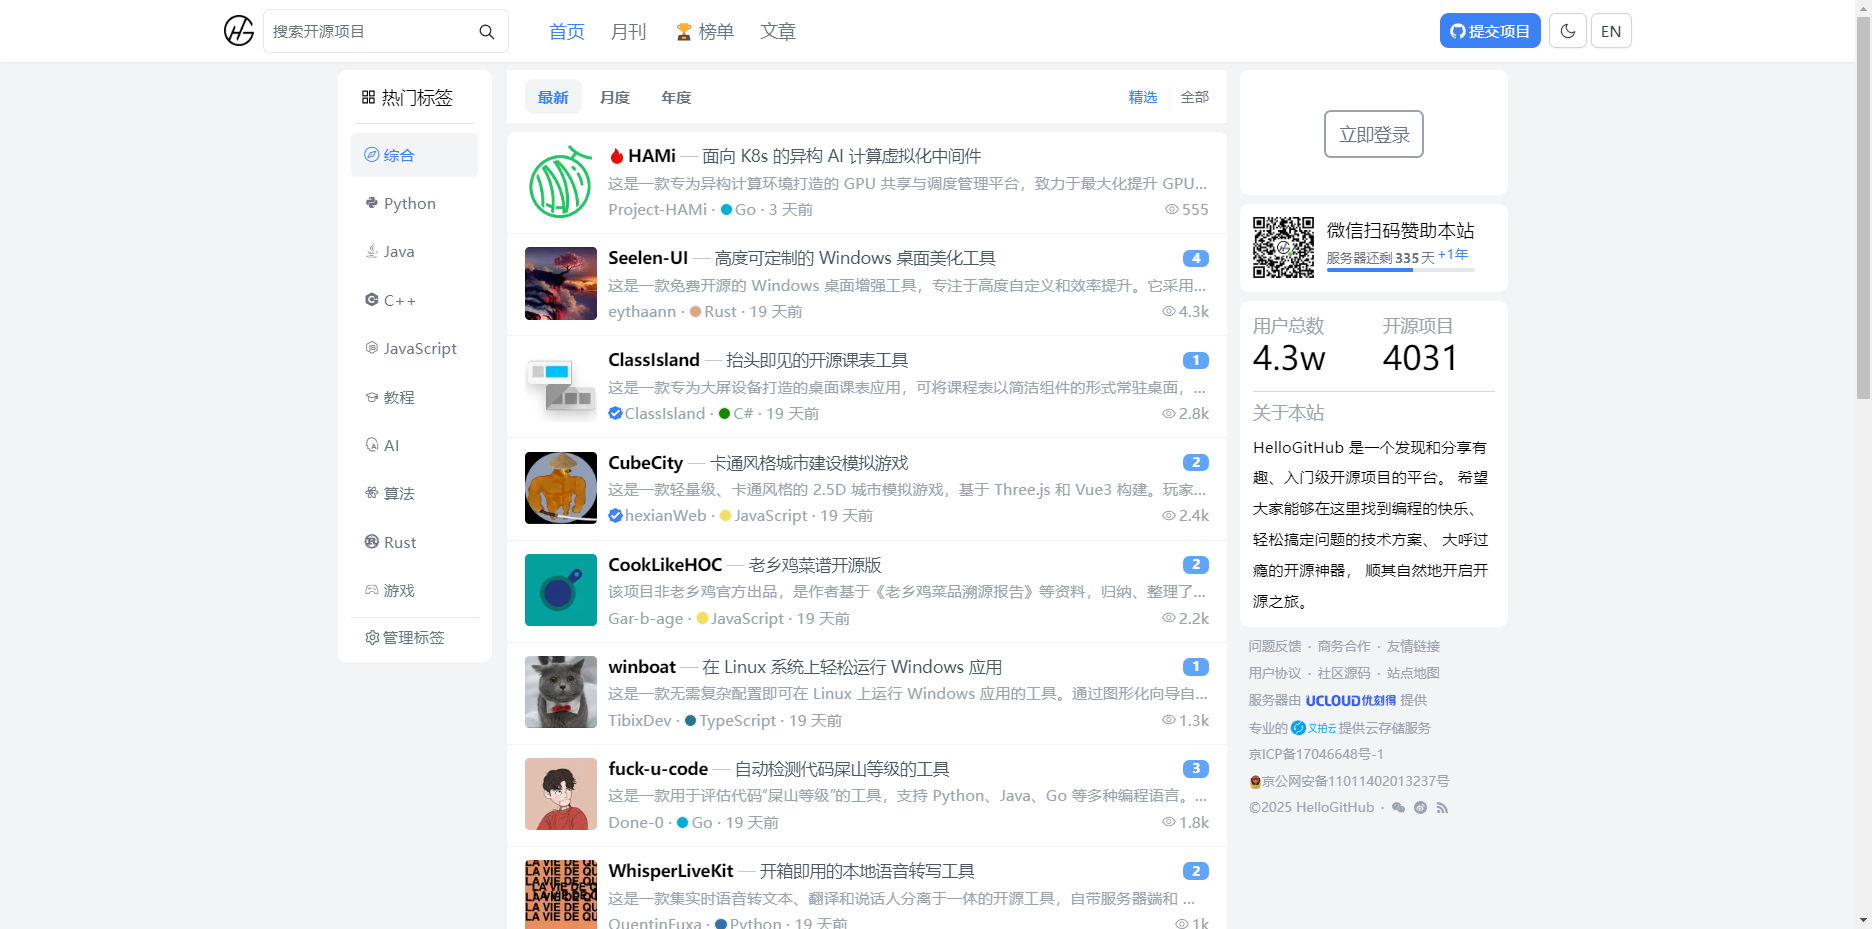 搜索开源项目
首页
月刊
榜单
文章
提交项目
EN
热门标签
综合
Python
Java
C++
JavaScript
教程
AI
算法
Rust
游戏
管理标签
最新
月度
年度
精选
全部
HAMi — 面向 K8s 的异构 AI 计算虚拟化中间件
这是一款专为异构计算环境打造的 GPU 共享与调度管理平台，致力于最大化提升 GPU...
Project-HAMi · Go · 3 天前
555
Seelen-UI — 高度可定制的 Windows 桌面美化工具
4
这是一款免费开源的 Windows 桌面增强工具，专注于高度自定义和效率提升。它采用...
eythaann · Rust · 19 天前
4.3k
ClassIsland — 抬头即见的开源课表工具
1
这是一款专为大屏设备打造的桌面课表应用，可将课程表以简洁组件的形式常驻桌面，...
ClassIsland · C# · 19 天前
2.8k
CubeCity — 卡通风格城市建设模拟游戏
2
这是一款轻量级、卡通风格的 2.5D 城市模拟游戏，基于 Three.js 和 Vue3 构建。玩家...
hexianWeb · JavaScript · 19 天前
2.4k
CookLikeHOC — 老乡鸡菜谱开源版
2
该项目非老乡鸡官方出品，是作者基于《老乡鸡菜品溯源报告》等资料，归纳、整理了...
Gar-b-age · JavaScript · 19 天前
2.2k
winboat — 在 Linux 系统上轻松运行 Windows 应用
1
这是一款无需复杂配置即可在 Linux 上运行 Windows 应用的工具。通过图形化向导自...
TibixDev · TypeScript · 19 天前
1.3k
fuck-u-code — 自动检测代码屎山等级的工具
3
这是一款用于评估代码“屎山等级”的工具，支持 Python、Java、Go 等多种编程语言。...
Done-0 · Go · 19 天前
1.8k
LA VIE DE QU
LA VIE DE QU
LA VIE DE QU
LA VIE DE QU
LA VIE DE QU
WhisperLiveKit — 开箱即用的本地语音转写工具
2
这是一款集实时语音转文本、翻译和说话人分离于一体的开源工具，自带服务器端和 ...
QuentinFuxa · Python · 19 天前
1k
立即登录
微信扫码赞助本站
服务器还剩 335 天 +1年
用户总数
4.3w
开源项目
4031
关于本站
HelloGitHub 是一个发现和分享有
趣、入门级开源项目的平台。 希望
大家能够在这里找到编程的快乐、
轻松搞定问题的技术方案、 大呼过
瘾的开源神器， 顺其自然地开启开
源之旅。
问题反馈 · 商务合作 · 友情链接
用户协议 · 社区源码 · 站点地图
服务器由 UCLOUD优刻得 提供
专业的 又拍云 提供云存储服务
京ICP备17046648号-1
京公网安备11011402013237号
©2025 HelloGitHub ·